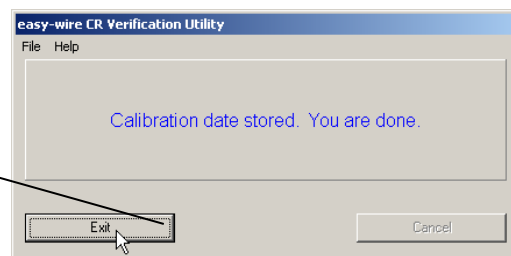 easy-wire CR Verification Utility
File Help
Calibration date stored. You are done.
Exit Cancel